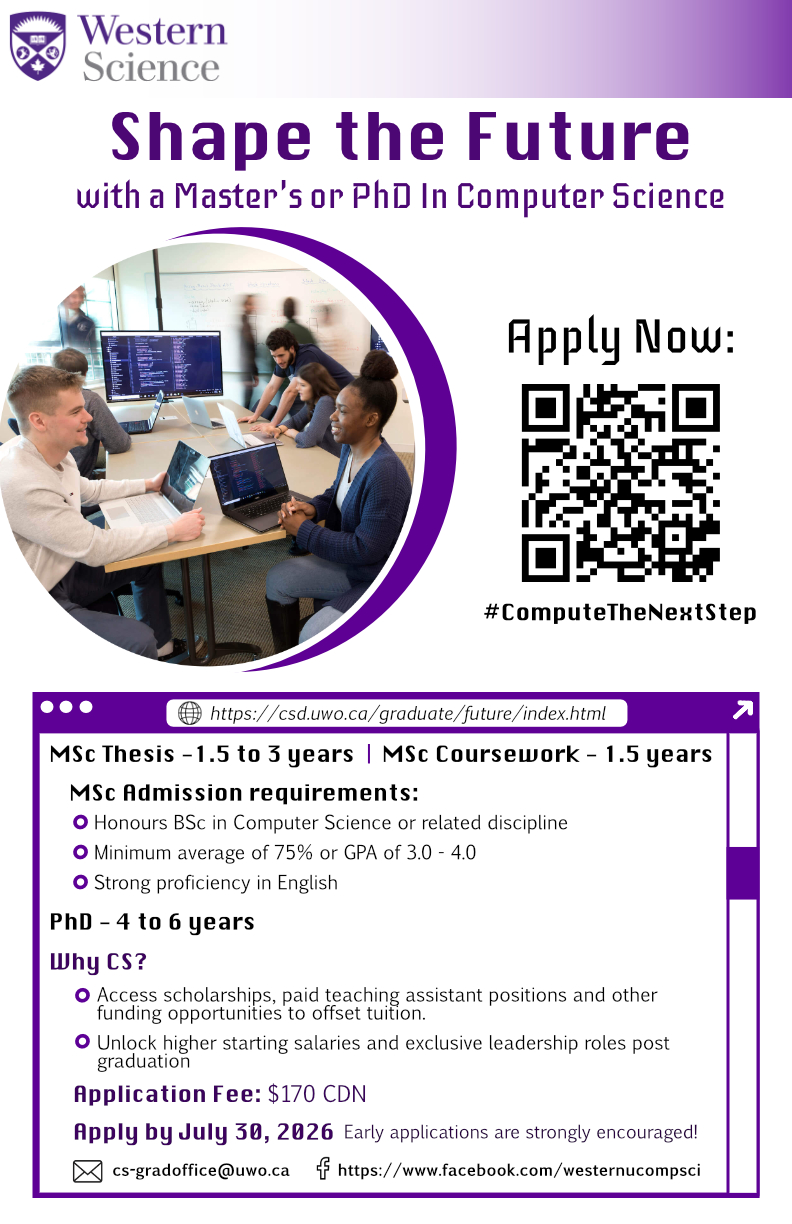 Western
Science
Shape the Future
with a Master's or PhD In Computer Science
Apply Now:
#ComputeTheNextStep
https://csd.uwo.ca/graduate/future/index.html
MSc Thesis -1.5 to 3 years | MSc Coursework - 1.5 years
MSc Admission requirements:
Honours BSc in Computer Science or related discipline
Minimum average of 75% or GPA of 3.0 - 4.0
Strong proficiency in English
PhD - 4 to 6 years
Why CS?
Access scholarships, paid teaching assistant positions and other
funding opportunities to offset tuition.
Unlock higher starting salaries and exclusive leadership roles post
graduation
Application Fee: $170 CDN
Apply by July 30, 2026 Early applications are strongly encouraged!
cs-gradoffice@uwo.ca https://www.facebook.com/westernucompsci